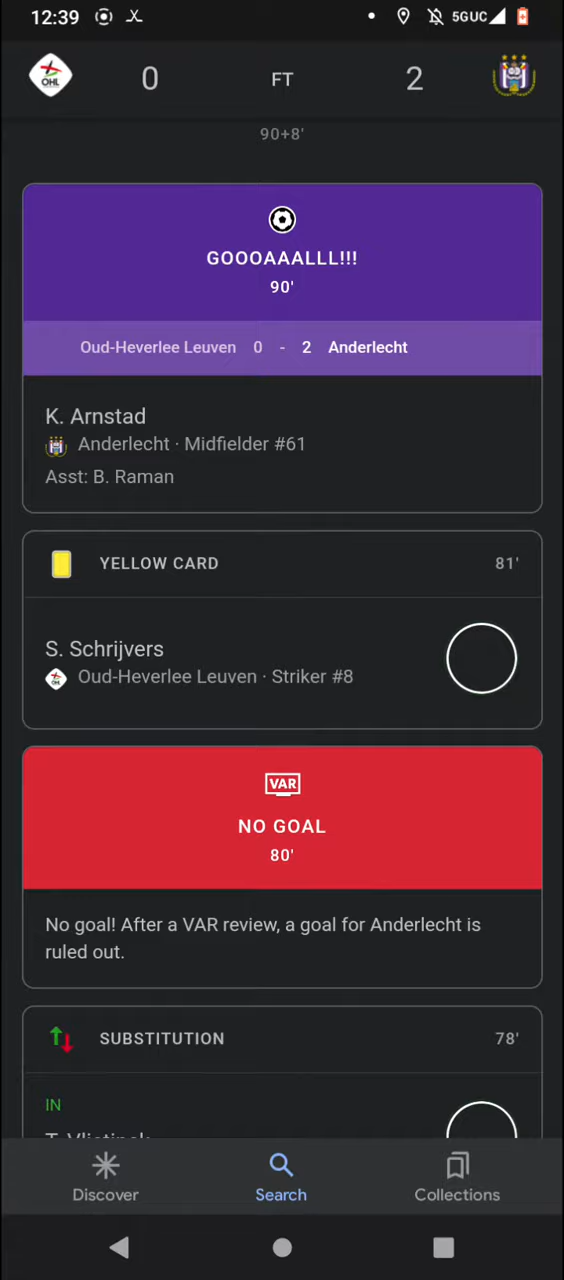 12:39
5GUC
OHL
0
FT
2
90+8'
GOOOAAALLL!!!
90'
Oud-Heverlee Leuven 0 - 2 Anderlecht
K. Arnstad
Anderlecht · Midfielder #61
Asst: B. Raman
YELLOW CARD 81'
S. Schrijvers
Oud-Heverlee Leuven · Striker #8
VAR
NO GOAL
80'
No goal! After a VAR review, a goal for Anderlecht is
ruled out.
SUBSTITUTION 78'
IN
Discover Search Collections